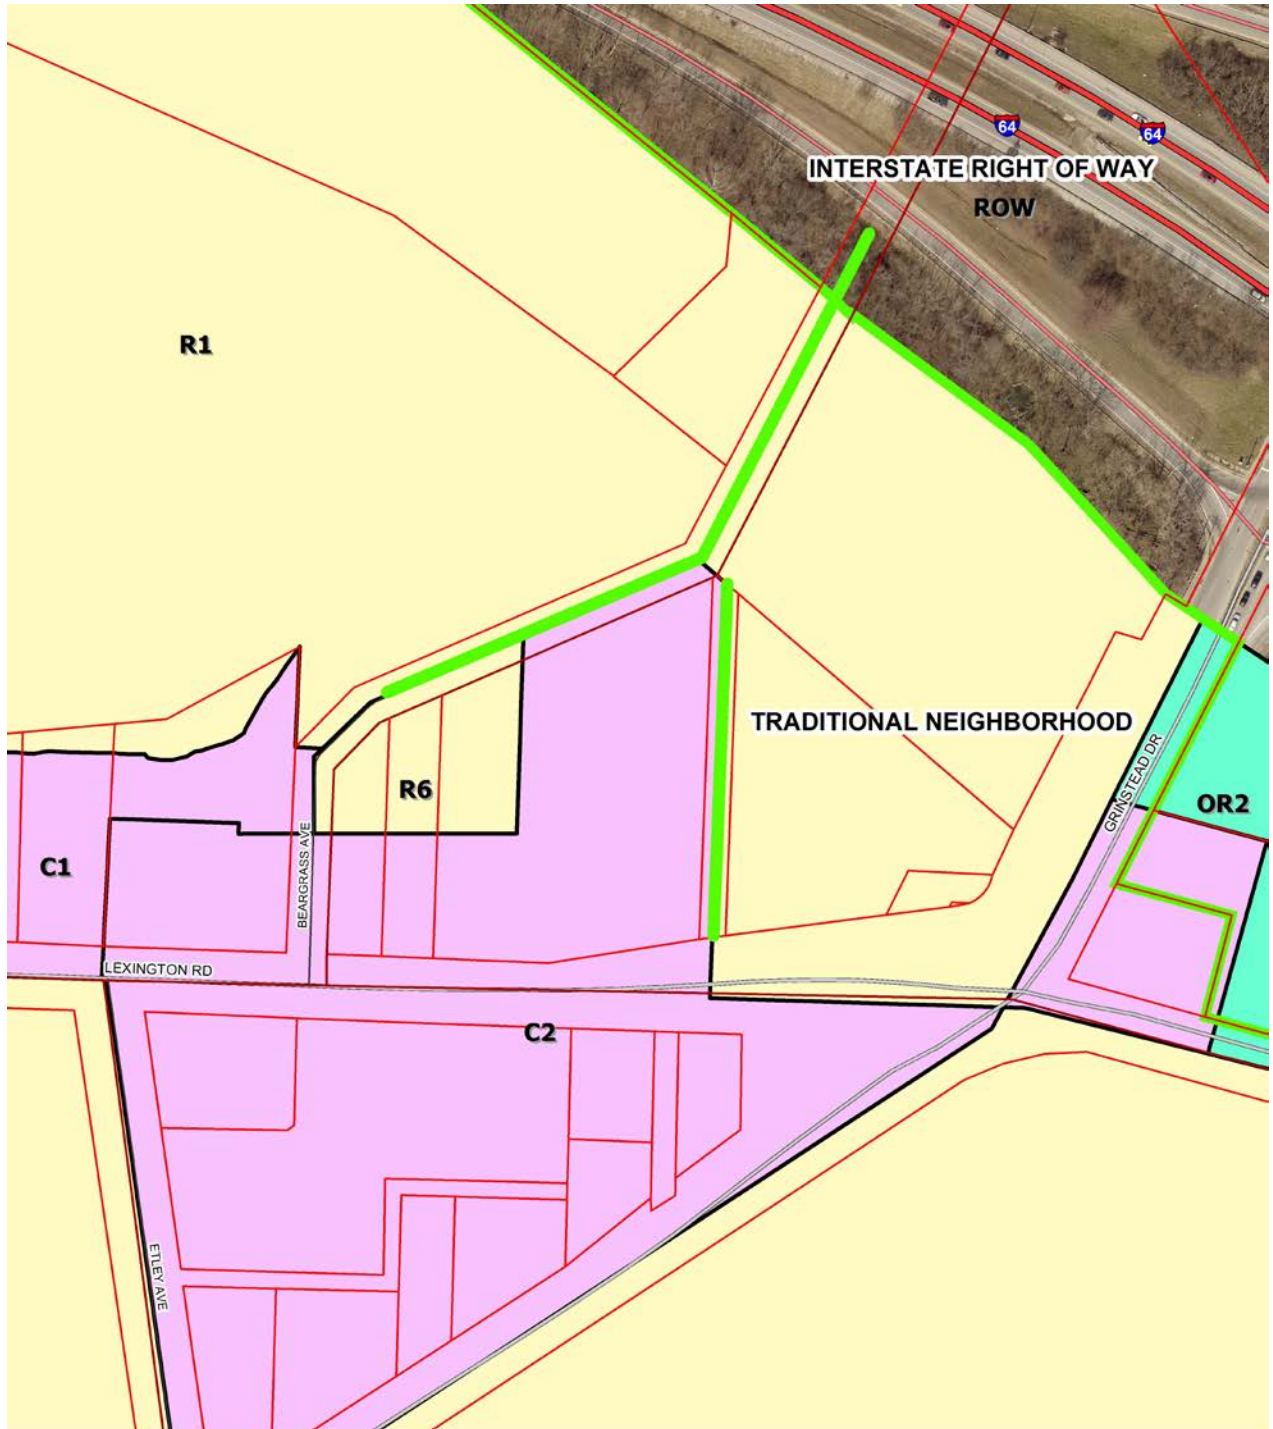 64
64
INTERSTATE RIGHT OF WAY
ROW
R1
TRADITIONAL NEIGHBORHOOD
GRINSTEAD DR
R6
OR2
BEARGRASS AVE
C1
LEXINGTON RD
C2
ETLEY AVE